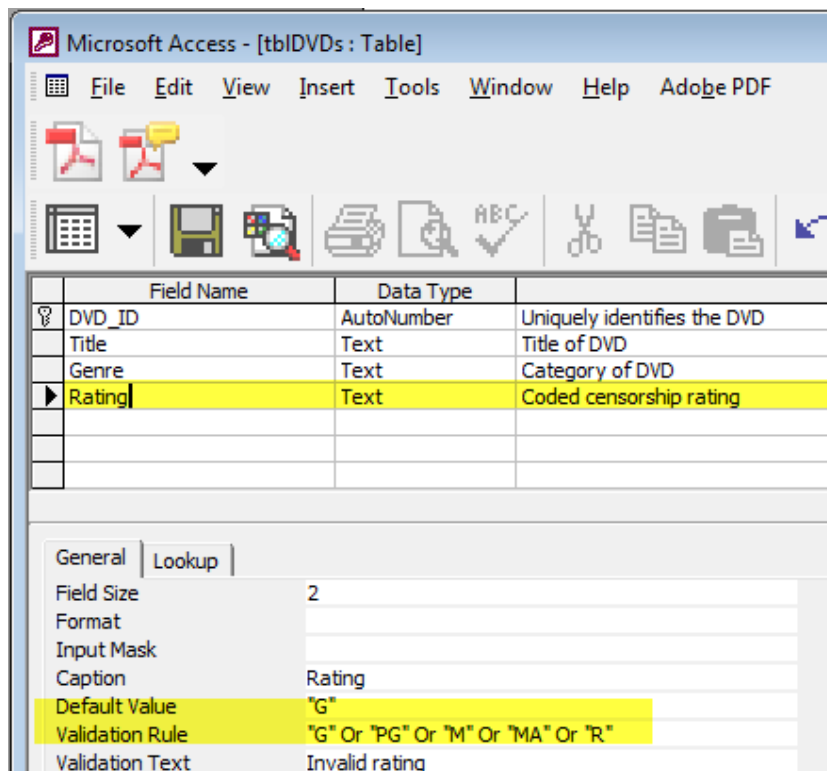 Microsoft Access - [tblDVDs : Table]
File Edit View Insert Tools Window Help Adobe PDF
ABC
Field Name Data Type
DVD_ID AutoNumber Uniquely identifies the DVD
Title Text Title of DVD
Genre Text Category of DVD
Rating Text Coded censorship rating
General Lookup
Field Size 2
Format
Input Mask
Caption Rating
Default Value "G"
Validation Rule "G" Or "PG" Or "M" Or "MA" Or "R"
Validation Text Invalid rating